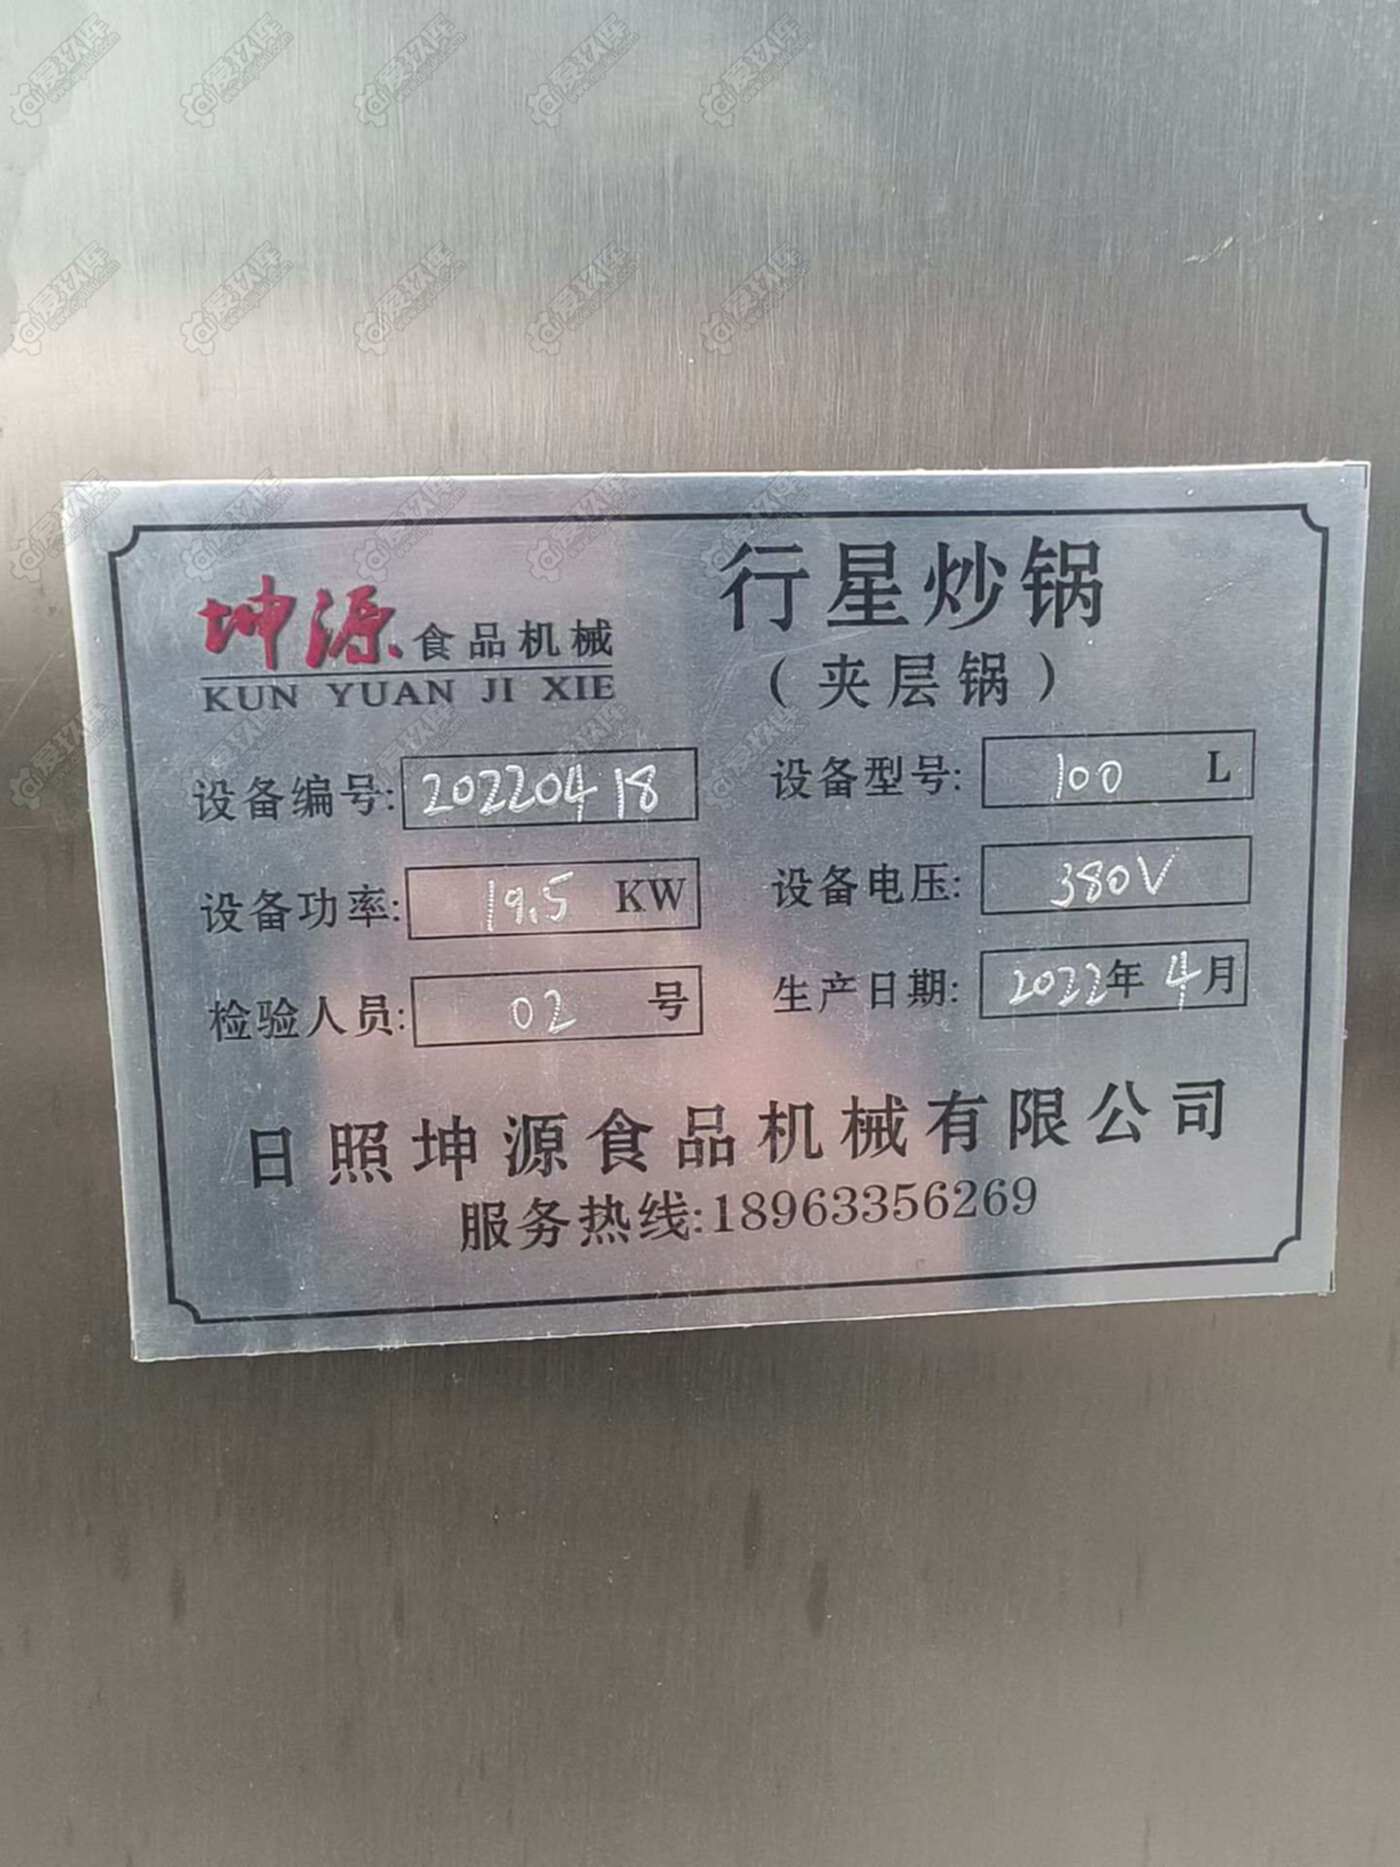 坤源食品机械
KUN YUAN JI XIE
行星炒锅
（夹层锅）
设备编号: 20220418
设备型号: 100 L
设备功率: 19.5 KW
设备电压: 380V
检验人员: 02 号
生产日期: 2022年 4月
日照坤源食品机械有限公司
服务热线:18963356269